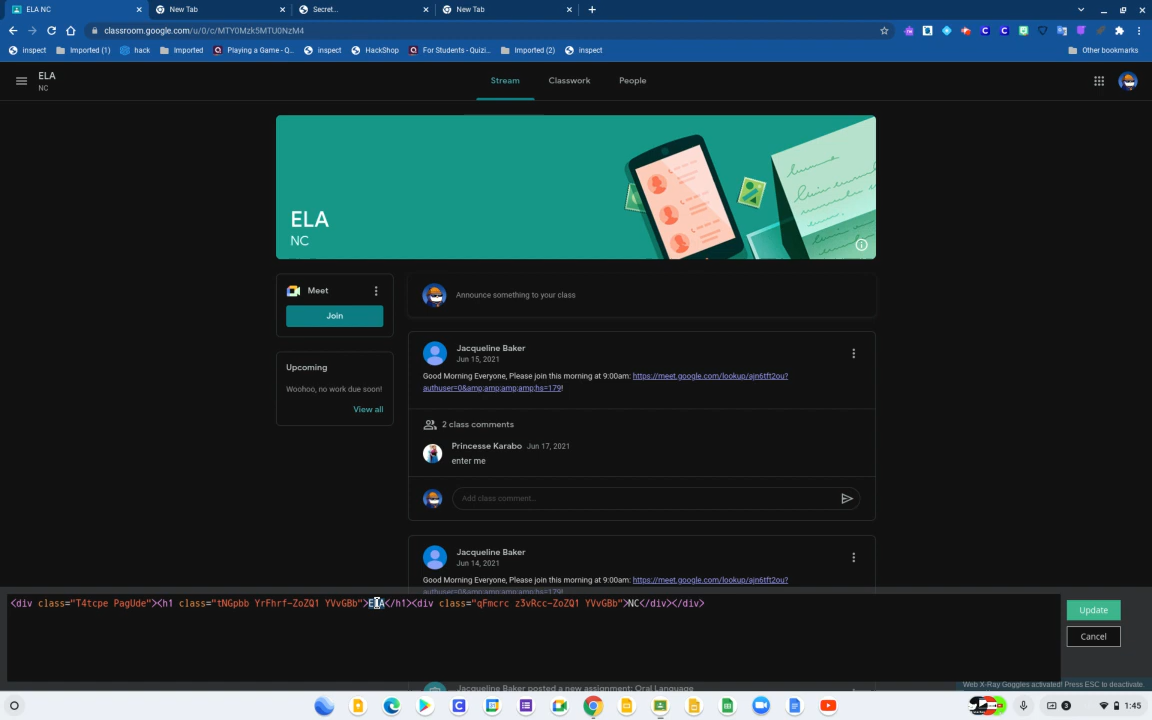 ELA NC
New Tab
Secret...
New Tab
classroom.google.com/u/0/c/MTY0Mzk5MTU0NzM4
inspect
Imported (1)
hack
Imported
Playing a Game - Q...
inspect
HackShop
For Students - Quizi...
Imported (2)
inspect
Other bookmarks
ELA
NC
Stream
Classwork
People
ELA
NC
Meet
Join
Upcoming
Woohoo, no work due soon!
View all
Announce something to your class
Jacqueline Baker
Jun 15, 2021
Good Morning Everyone, Please join this morning at 9:00am: https://meet.google.com/lookup/ajn6tft2ou?
authuser=0&amp;amp;amp;amp;hs=179!
2 class comments
Princesse Karabo Jun 17, 2021
enter me
Add class comment...
Jacqueline Baker
Jun 14, 2021
Good Morning Everyone, Please join this morning at 9:00am: https://meet.google.com/lookup/ajn6tft2ou?
<div class="T4tcpe PagUde"><h1 class="tNGpbb YrFhrf-ZoZQ1 YVvGBb">ELA</h1><div class="qFmcrc z3vRcc-ZoZQ1 YVvGBb">NC</div></div>
Update
Cancel
Jacqueline Baker posted a new assignment: Oral Language
Web X-Ray Goggles activated! Press ESC to deactivate
3
1:45